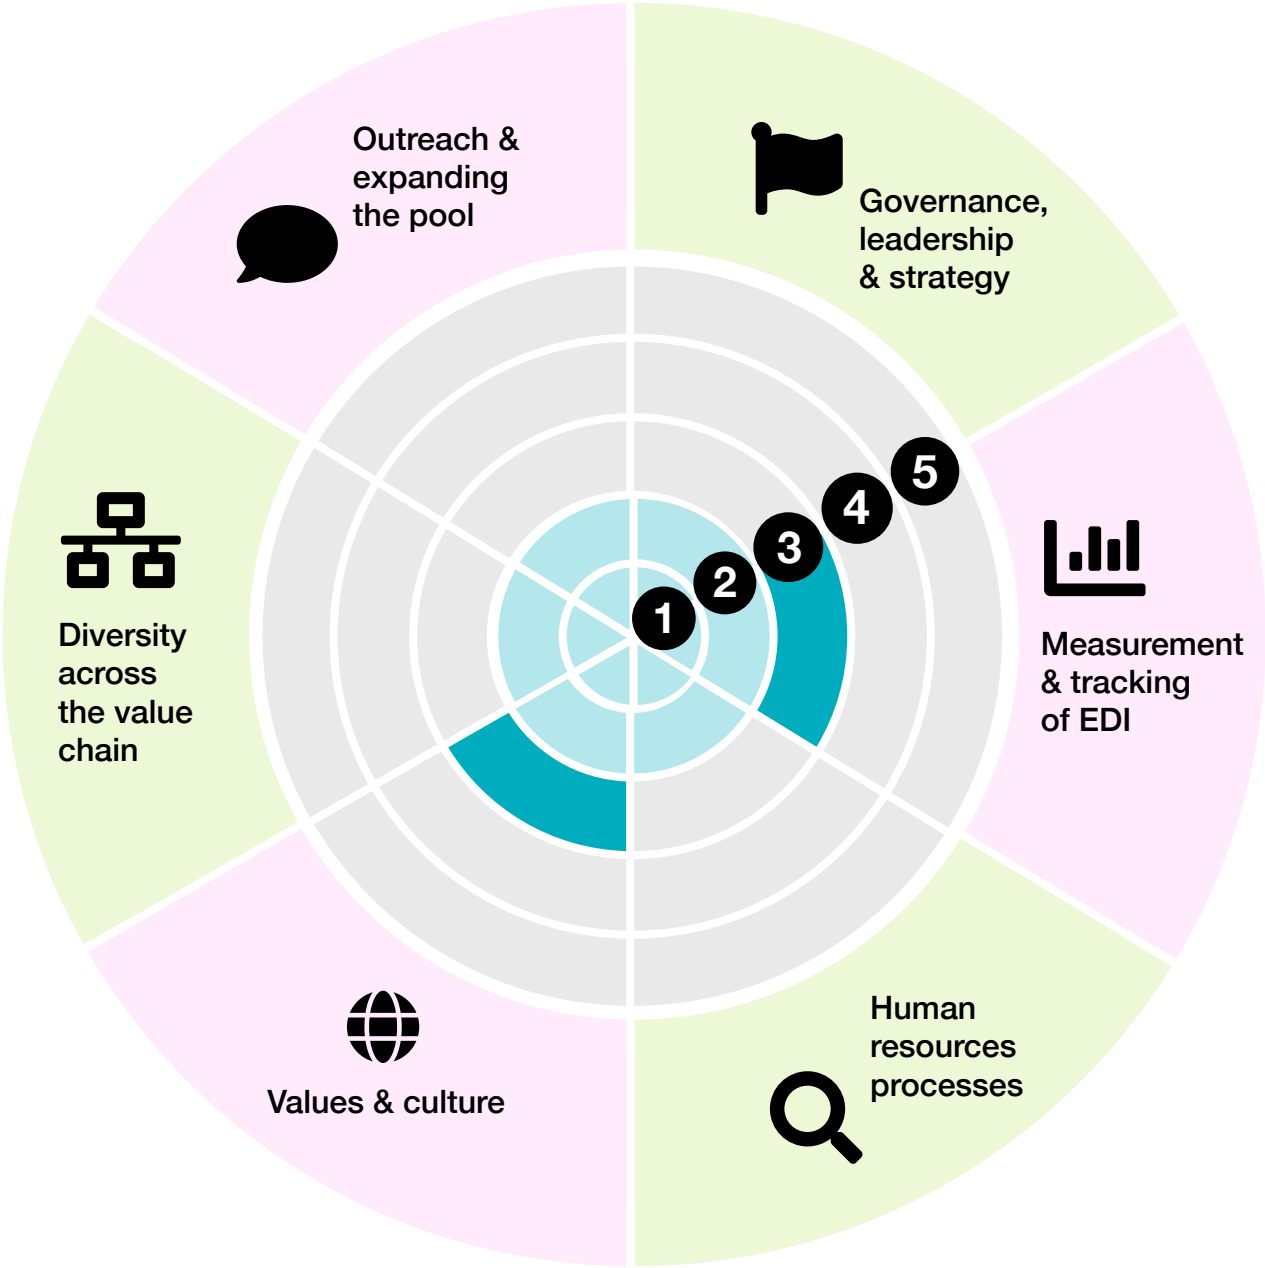 Outreach &
expanding
the pool
Governance,
leadership
& strategy
5
4
3
2
1
Diversity
across
the value
chain
Measurement
& tracking
of EDI
Values & culture
Human
resources
processes